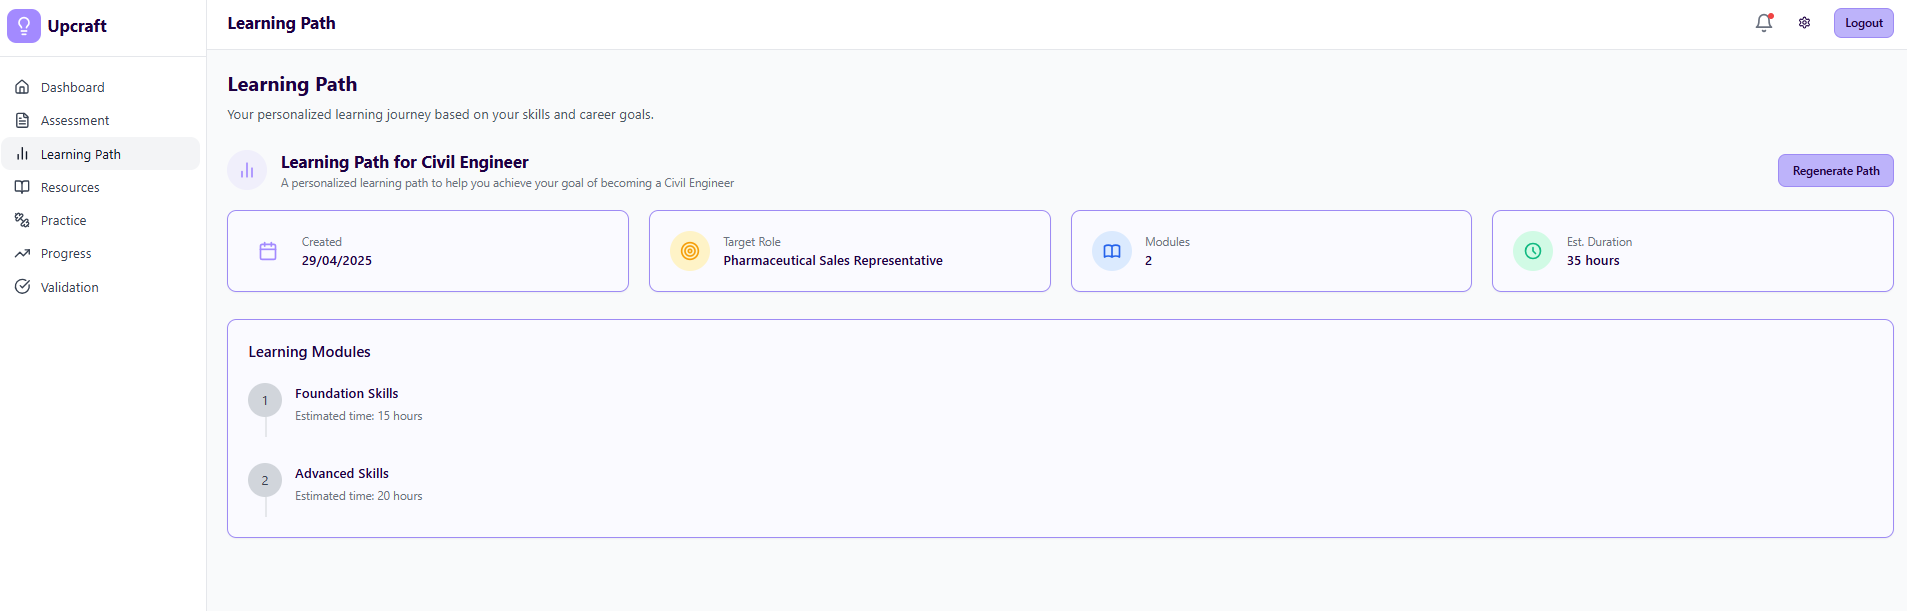 Upcraft
Learning Path
Logout
Dashboard
Assessment
Learning Path
Resources
Practice
Progress
Validation
Learning Path
Your personalized learning journey based on your skills and career goals.
Learning Path for Civil Engineer
A personalized learning path to help you achieve your goal of becoming a Civil Engineer
Regenerate Path
Created
29/04/2025
Target Role
Pharmaceutical Sales Representative
Modules
2
Est. Duration
35 hours
Learning Modules
1
Foundation Skills
Estimated time: 15 hours
2
Advanced Skills
Estimated time: 20 hours